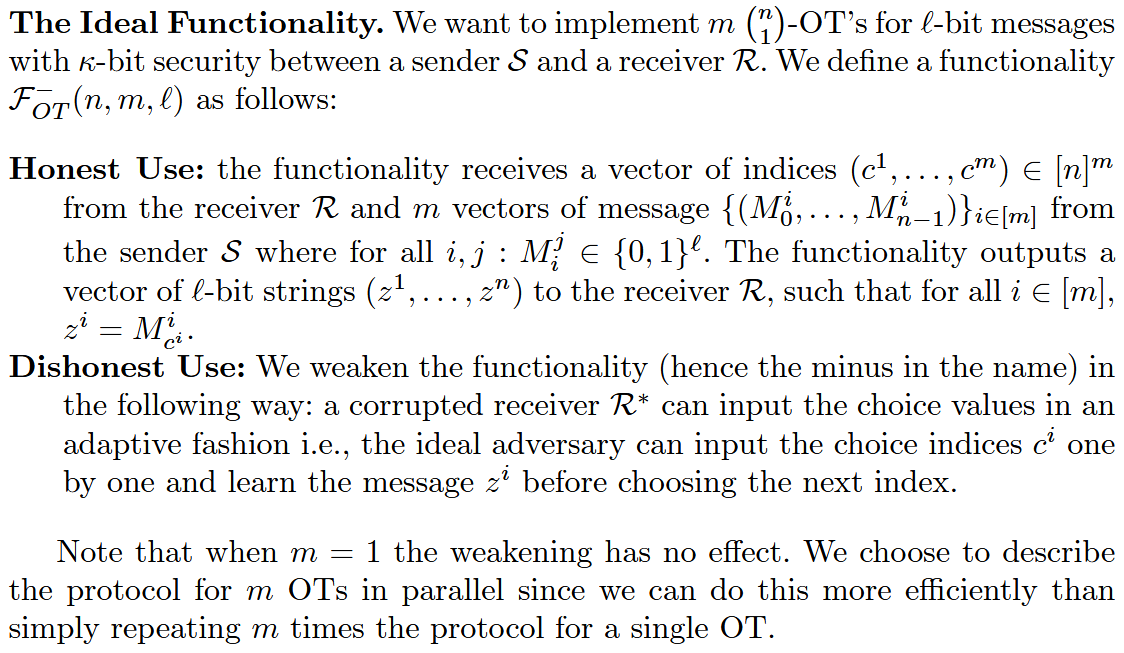 The Ideal Functionality. We want to implement $m$ $\binom{n}{1}$-OT's for $\ell$-bit messages
with $\kappa$-bit security between a sender $\mathcal{S}$ and a receiver $\mathcal{R}$. We define a functionality
$\mathcal{F}_{OT}^{-}(n, m, \ell)$ as follows:
Honest Use: the functionality receives a vector of indices $(c^1, \ldots, c^m) \in [n]^m$
from the receiver $\mathcal{R}$ and $m$ vectors of message $\{(M_0^i, \ldots, M_{n-1}^i)\}_{i \in [m]}$ from
the sender $\mathcal{S}$ where for all $i, j : M_i^j \in \{0, 1\}^\ell$. The functionality outputs a
vector of $\ell$-bit strings $(z^1, \ldots, z^n)$ to the receiver $\mathcal{R}$, such that for all $i \in [m]$,
$z^i = M_{c^i}^i$.
Dishonest Use: We weaken the functionality (hence the minus in the name) in
the following way: a corrupted receiver $\mathcal{R}^*$ can input the choice values in an
adaptive fashion i.e., the ideal adversary can input the choice indices $c^i$ one
by one and learn the message $z^i$ before choosing the next index.
Note that when $m = 1$ the weakening has no effect. We choose to describe
the protocol for $m$ OTs in parallel since we can do this more efficiently than
simply repeating $m$ times the protocol for a single OT.